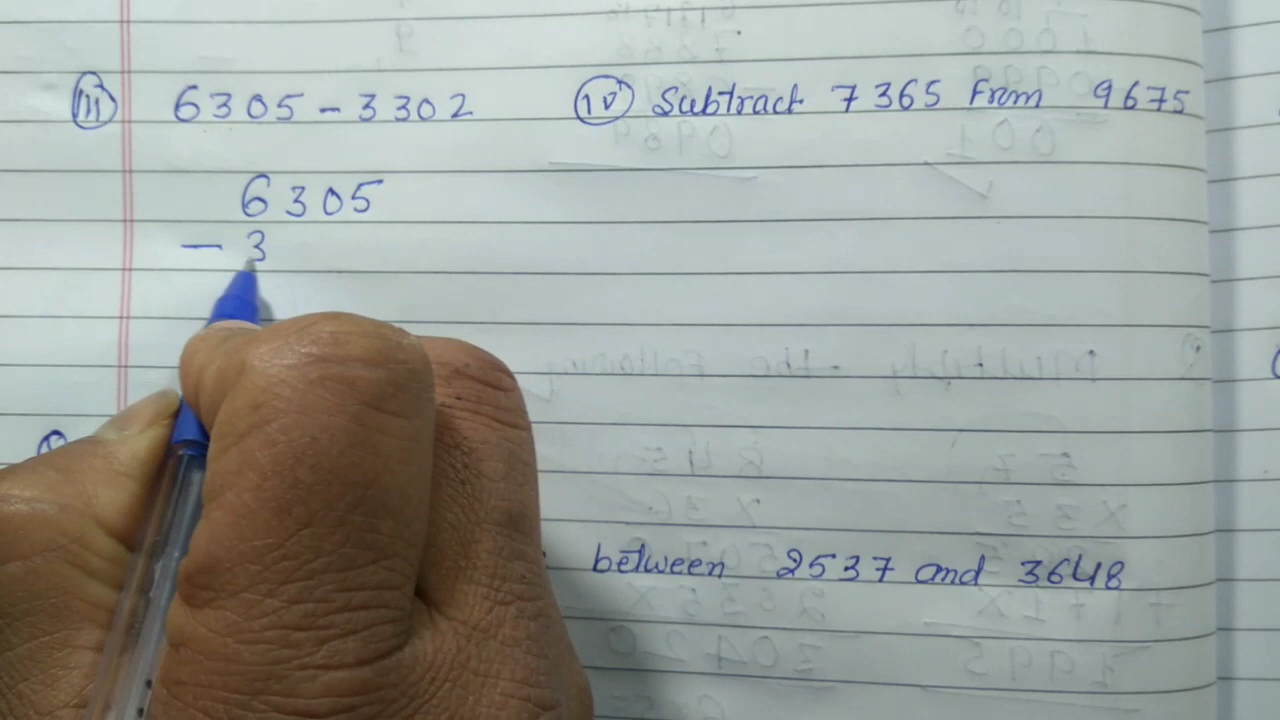 (iii) 6305 - 3302
(iv) Subtract 7365 From 9675
6305
- 3
between 2537 and 3648